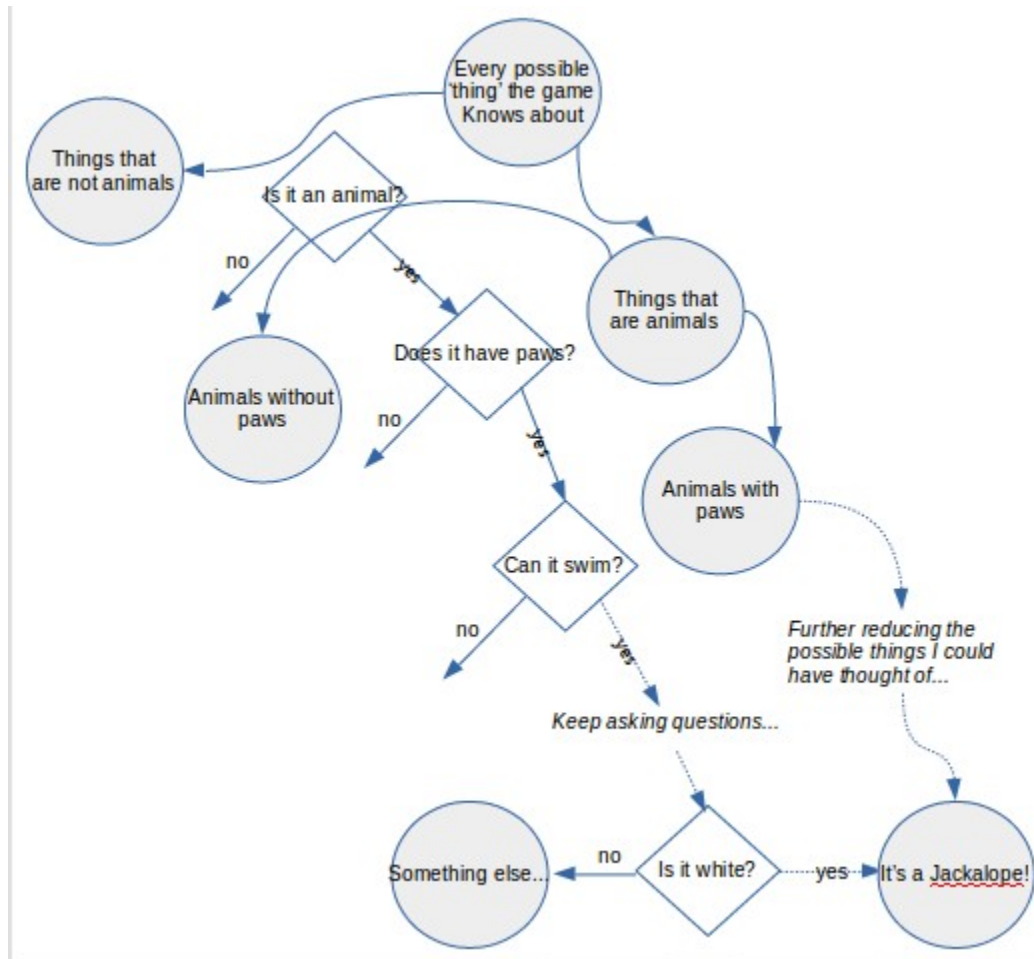 Every possible
‘thing’ the game
Knows about
Things that
are not animals
Is it an animal?
no
yes
Things that
are animals
Does it have paws?
Animals without
paws
no
yes
Animals with
paws
Can it swim?
no
yes
Further reducing the
possible things I could
have thought of...
Keep asking questions...
Something else...
no
Is it white?
yes
It's a Jackalope!